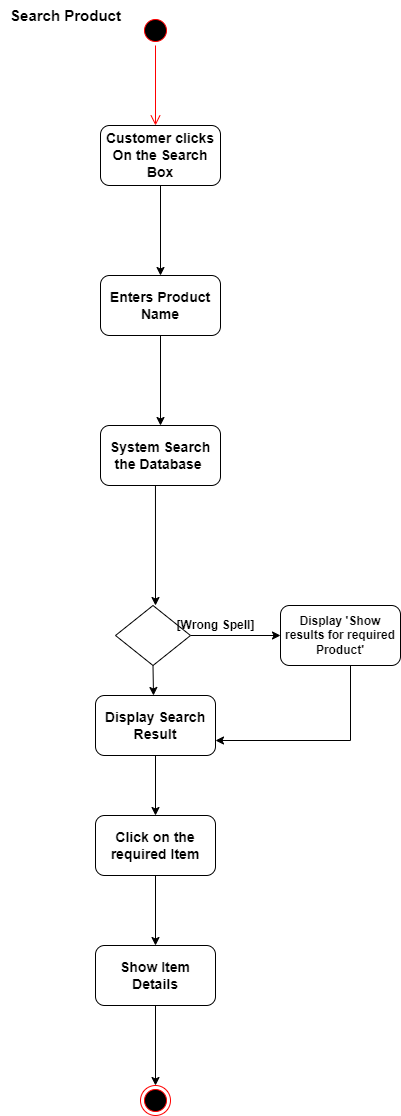 Search Product
Customer clicks
On the Search
Box
Enters Product
Name
System Search
the Database
[Wrong Spell]
Display 'Show
results for required
Product'
Display Search
Result
Click on the
required Item
Show Item
Details